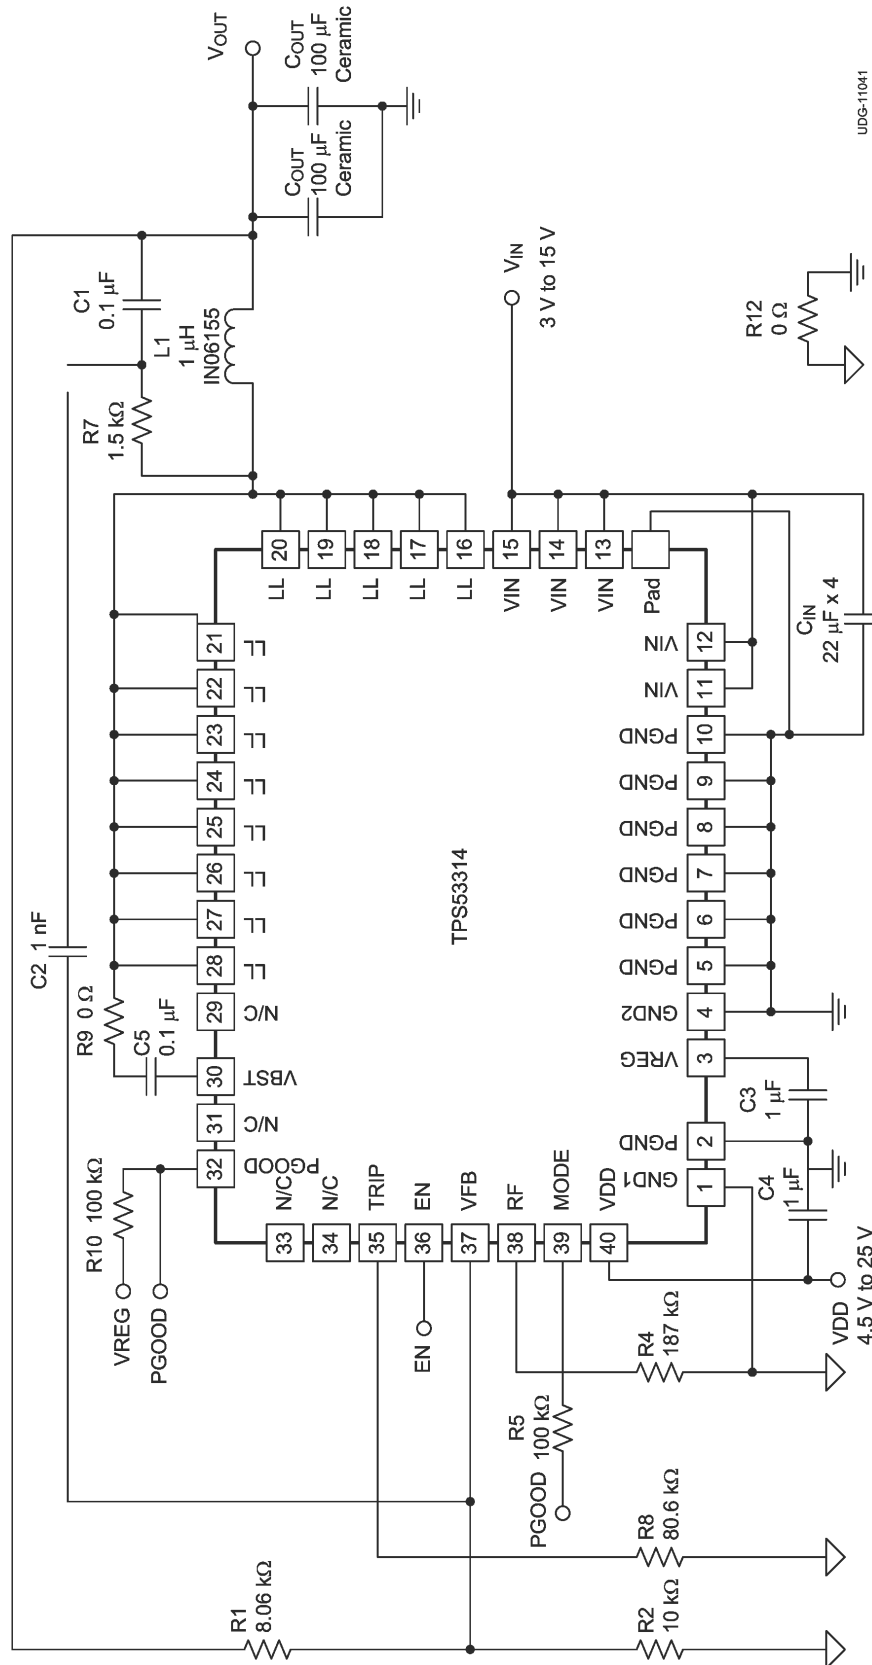 VOUT
COUT
100 µF
Ceramic
COUT
100 µF
Ceramic
UDG-11041
C1
0.1 µF
L1
1 µH
IN06155
R7
1.5 kΩ
VIN
3 V to 15 V
R12
0 Ω
20
19
18
17
16
15
14
13
LL
LL
LL
LL
LL
VIN
VIN
VIN
Pad
21
LL
22
LL
23
LL
24
LL
25
LL
26
LL
27
LL
28
LL
29
N/C
30
VBST
31
N/C
32
PGOOD
TPS53314
VIN
12
VIN
11
PGND
10
PGND
9
PGND
8
PGND
7
PGND
6
PGND
5
GND2
4
VREG
3
PGND
2
GND1
1
CIN
22 µF x 4
C2 1 nF
R9 0 Ω
C5
0.1 µF
R10 100 kΩ
VREG
PGOOD
C3
1 µF
C4
1 µF
N/C
N/C
TRIP
EN
VFB
RF
MODE
VDD
33
34
35
36
37
38
39
40
EN
VDD
4.5 V to 25 V
R4
187 kΩ
R5
100 kΩ
PGOOD
R8
80.6 kΩ
R1
8.06 kΩ
R2
10 kΩ